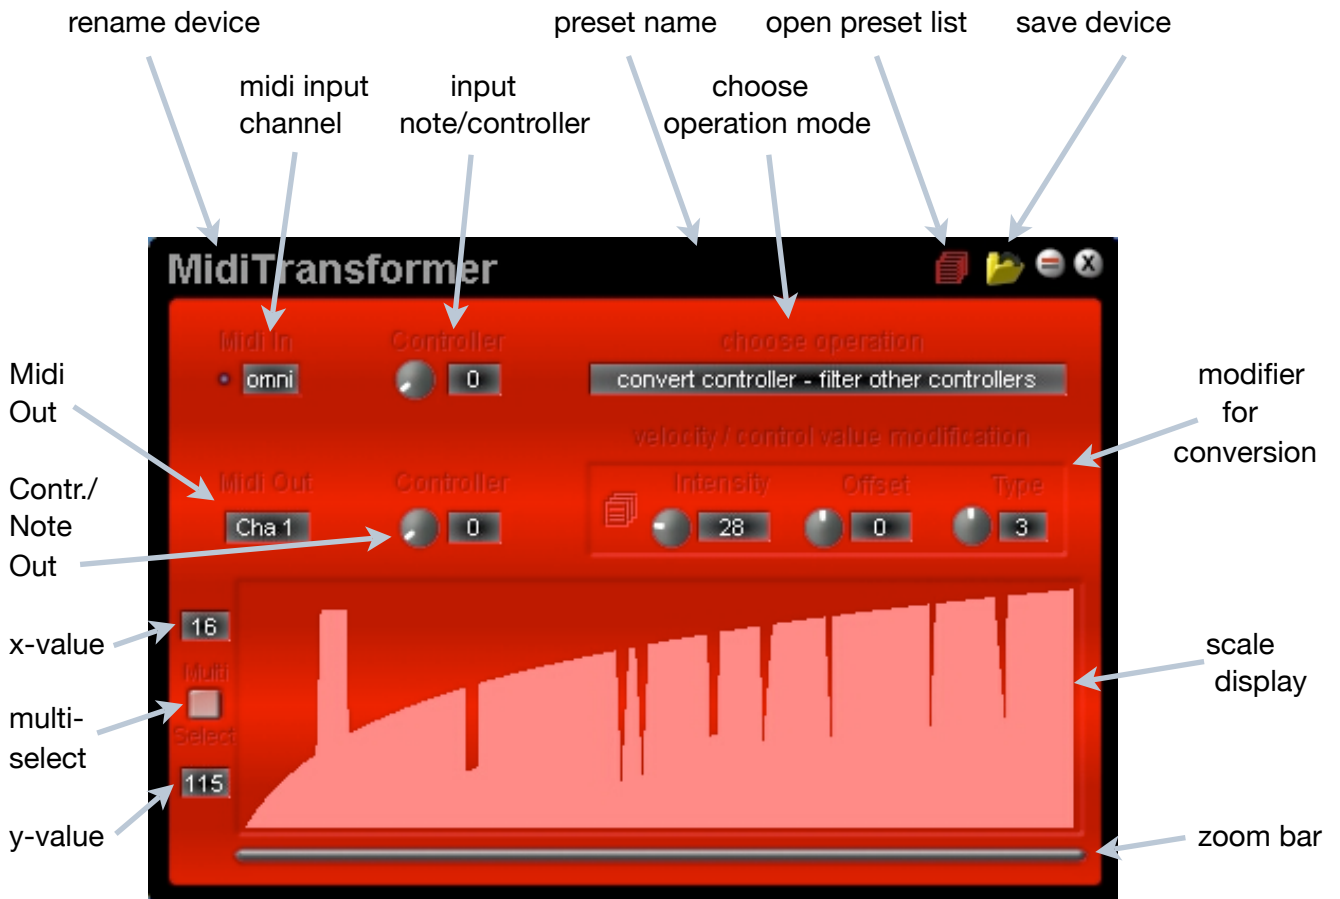 rename device
preset name
open preset list
save device
midi input
channel
input
note/controller
choose
operation mode
MidiTransformer
Midi In
Controller
choose operation
omni
0
convert controller - filter other controllers
Midi
Out
modifier
for
conversion
velocity / control value modification
Midi Out
Controller
Intensity
Offset
Type
Contr./
Note
Out
Cha 1
0
28
0
3
x-value
16
Multi
Select
multi-
select
115
y-value
scale
display
zoom bar